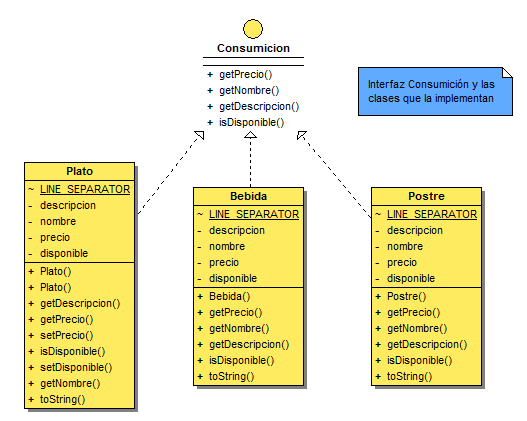 Consumicion
+ getPrecio()
+ getNombre()
+ getDescripcion()
+ isDisponible()
Interfaz Consumición y las
clases que la implementan
Plato
~ LINE_SEPARATOR
- descripcion
- nombre
- precio
- disponible
+ Plato()
+ Plato()
+ getDescripcion()
+ getPrecio()
+ setPrecio()
+ isDisponible()
+ setDisponible()
+ getNombre()
+ toString()
Bebida
~ LINE_SEPARATOR
- descripcion
- nombre
- precio
- disponible
+ Bebida()
+ getPrecio()
+ getNombre()
+ getDescripcion()
+ isDisponible()
+ toString()
Postre
~ LINE_SEPARATOR
- descripcion
- nombre
- precio
- disponible
+ Postre()
+ getPrecio()
+ getNombre()
+ getDescripcion()
+ isDisponible()
+ toString()